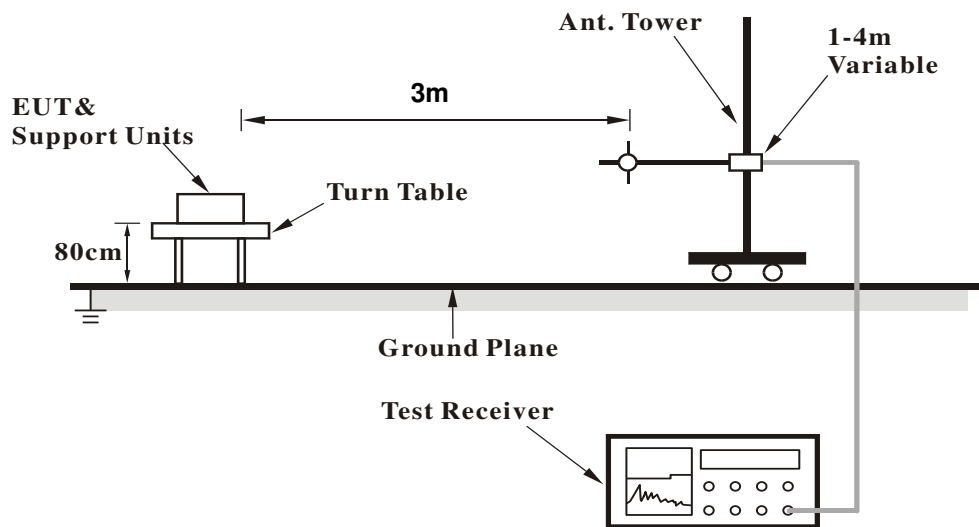 Ant. Tower
1-4m
Variable
3m
EUT&
Support Units
Turn Table
80cm
Ground Plane
Test Receiver